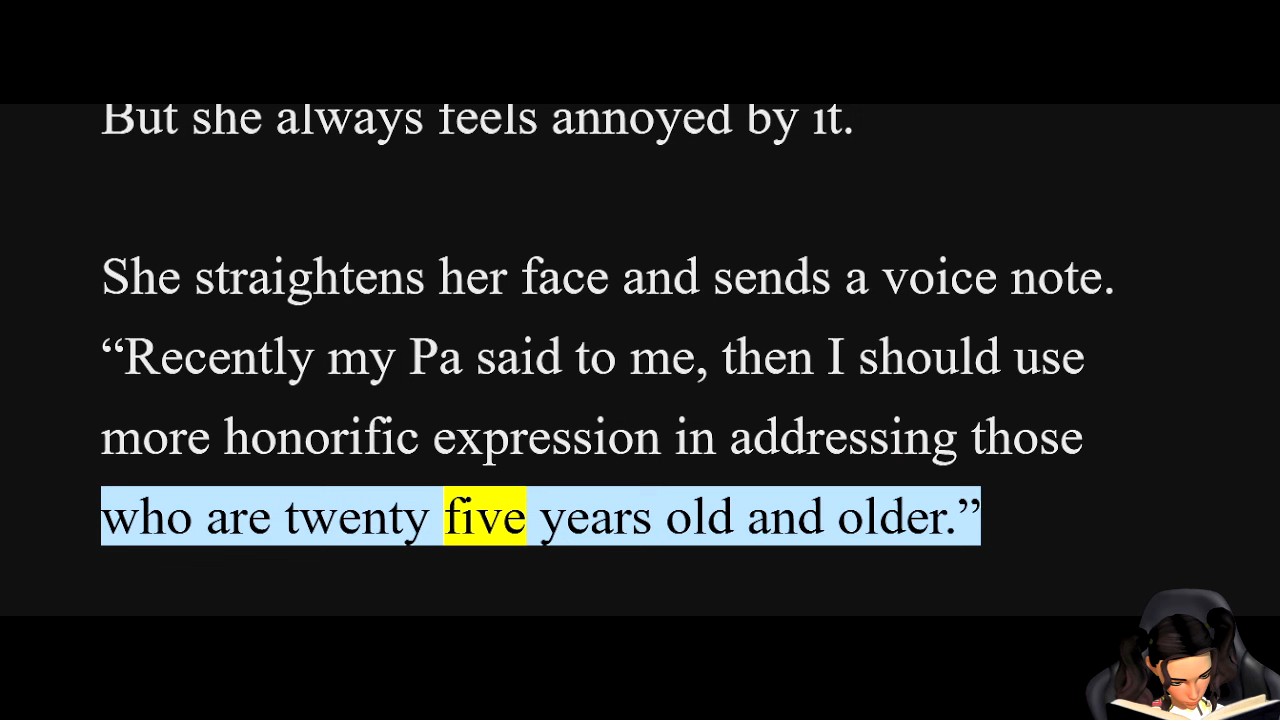 But she always feels annoyed by it.
She straightens her face and sends a voice note.
“Recently my Pa said to me, then I should use
more honorific expression in addressing those
who are twenty five years old and older.”